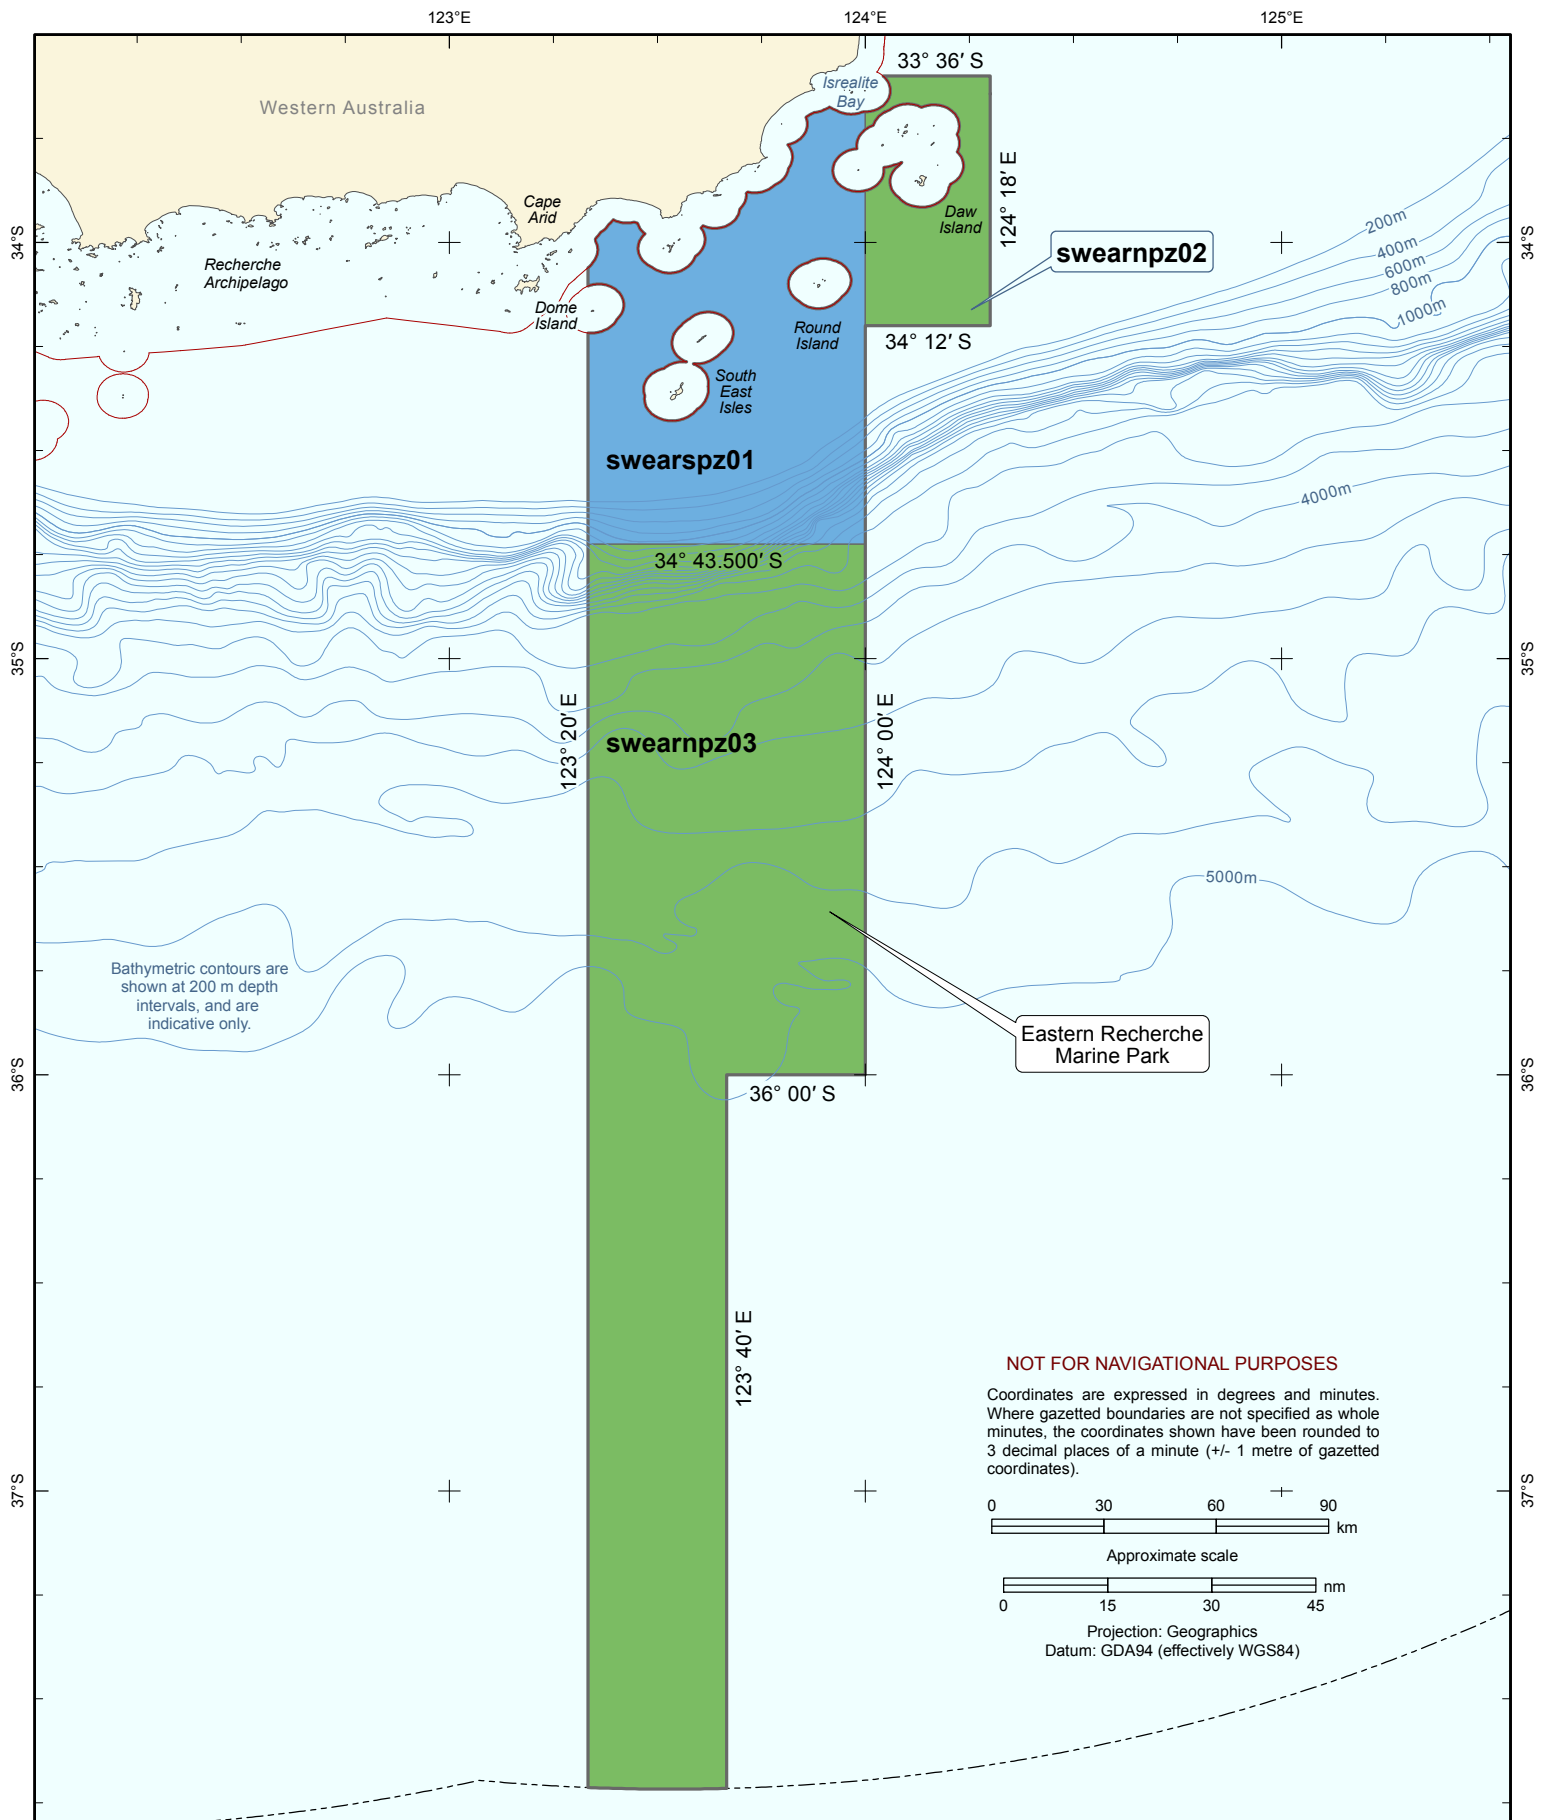 123°E
124°E
125°E
33° 36′ S
Isrealite
Bay
Western Australia
124° 18′ E
Cape
Arid
Daw
Island
200m
400m
600m
800m
1000m
34°S
34°S
swearnpz02
Recherche
Archipelago
Dome
Island
Round
Island
34° 12′ S
South
East
Isles
swearspz01
4000m
34° 43.500′ S
35°S
35°S
123° 20′ E
swearnpz03
124° 00′ E
5000m
Bathymetric contours are
shown at 200 m depth
intervals, and are
indicative only.
Eastern Recherche
Marine Park
36°S
36°S
36° 00′ S
123° 40′ E
NOT FOR NAVIGATIONAL PURPOSES
Coordinates are expressed in degrees and minutes.
Where gazetted boundaries are not specified as whole
minutes, the coordinates shown have been rounded to
3 decimal places of a minute (+/- 1 metre of gazetted
coordinates).
37°S
37°S
0 30 60 90
km
Approximate scale
nm
0 15 30 45
Projection: Geographics
Datum: GDA94 (effectively WGS84)